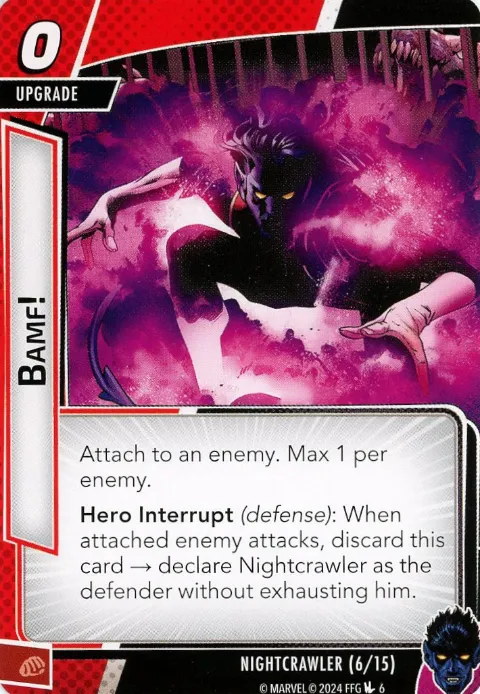 0
UPGRADE
BAMF!
Attach to an enemy. Max 1 per
enemy.
Hero Interrupt (defense): When
attached enemy attacks, discard this
card → declare Nightcrawler as the
defender without exhausting him.
NIGHTCRAWLER (6/15)
© MARVEL © 2024 FFG 6